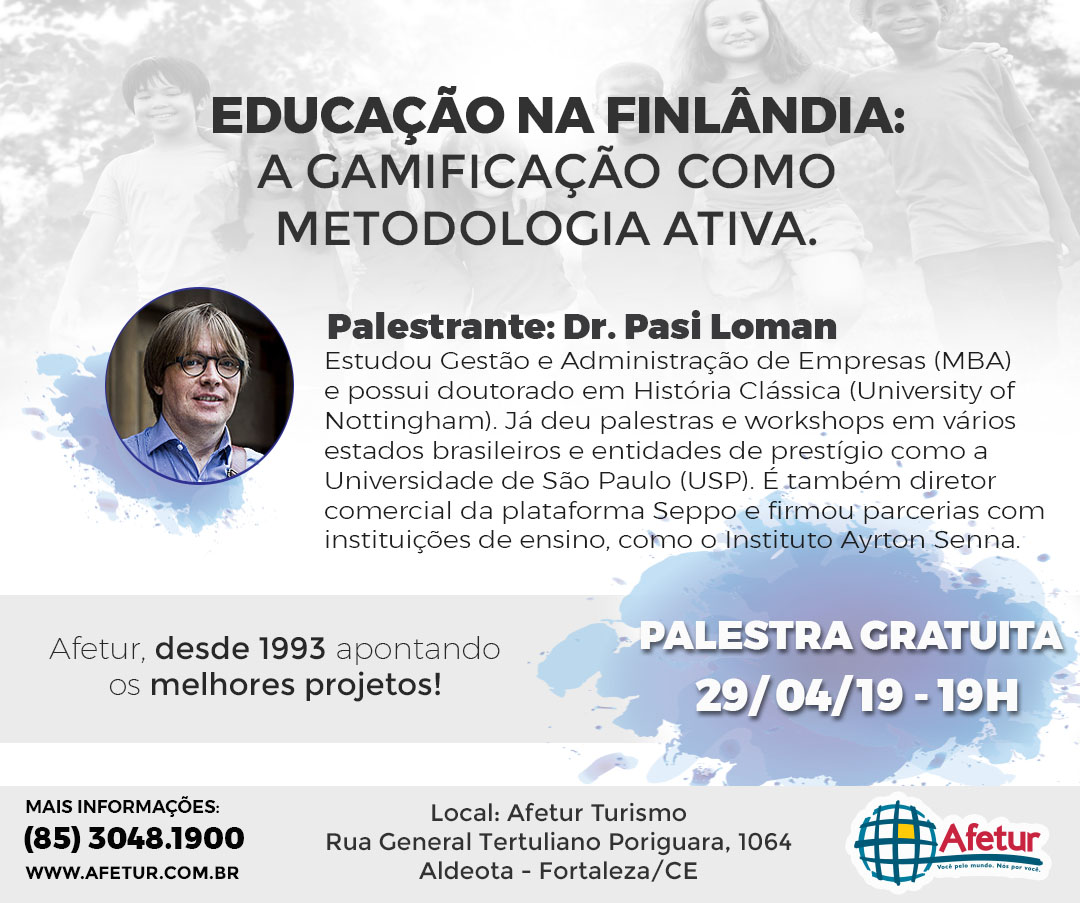 EDUCAÇÃO NA FINLÂNDIA:
A GAMIFICAÇÃO COMO
METODOLOGIA ATIVA.
Palestrante: Dr. Pasi Loman
Estudou Gestão e Administração de Empresas (MBA)
e possui doutorado em História Clássica (University of
Nottingham). Já deu palestras e workshops em vários
estados brasileiros e entidades de prestígio como a
Universidade de São Paulo (USP). É também diretor
comercial da plataforma Seppo e firmou parcerias com
instituições de ensino, como o Instituto Ayrton Senna.
Afetur, desde 1993 apontando
os melhores projetos!
PALESTRA GRATUITA
29/04/19 - 19H
MAIS INFORMAÇÕES:
(85) 3048.1900
WWW.AFETUR.COM.BR
Local: Afetur Turismo
Rua General Tertuliano Poriguara, 1064
Aldeota - Fortaleza/CE
Afetur
Você pelo mundo. Nós por você.